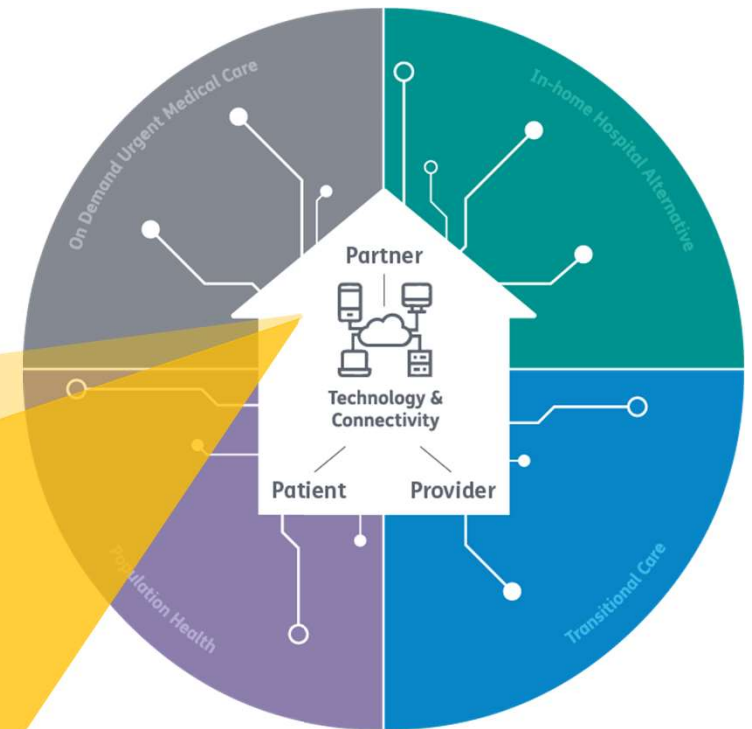 On Demand Urgent Medical Care
In-home Hospital Alternative
Partner
Technology &
Connectivity
Patient
Provider
Population Health
Transitional Care